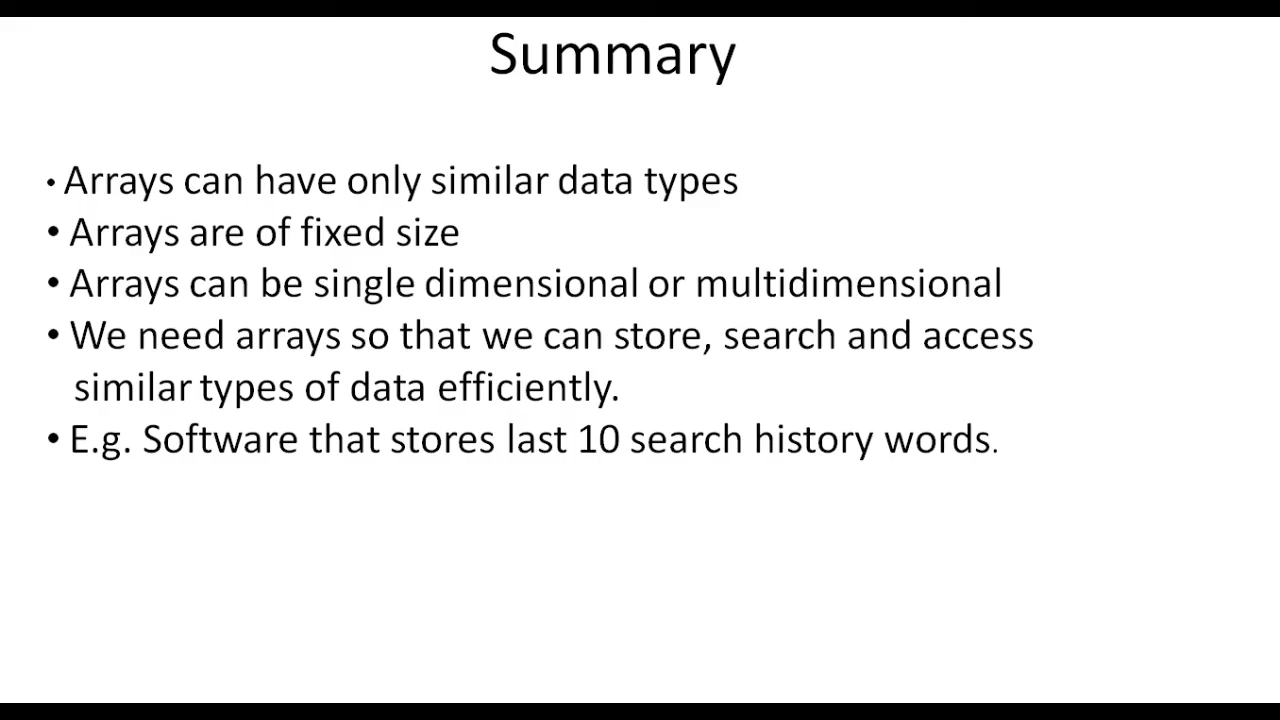 Summary
• Arrays can have only similar data types
• Arrays are of fixed size
• Arrays can be single dimensional or multidimensional
• We need arrays so that we can store, search and access
similar types of data efficiently.
• E.g. Software that stores last 10 search history words.